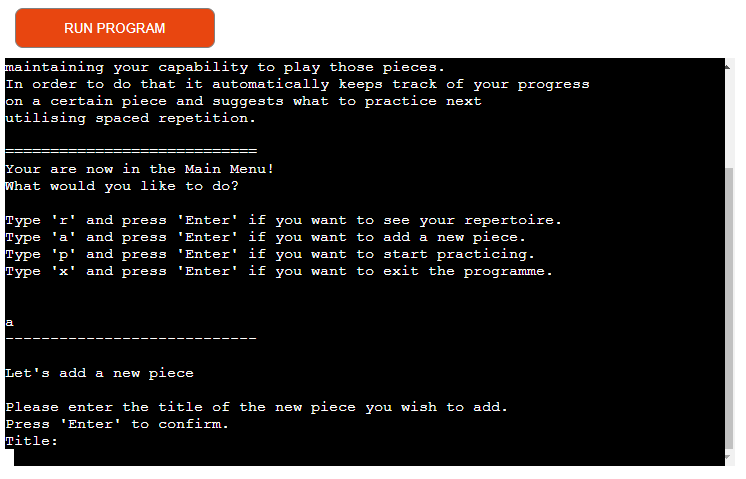 RUN PROGRAM
maintaining your capability to play those pieces.
In order to do that it automatically keeps track of your progress
on a certain piece and suggests what to practice next
utilising spaced repetition.
============================
Your are now in the Main Menu!
What would you like to do?
Type 'r' and press 'Enter' if you want to see your repertoire.
Type 'a' and press 'Enter' if you want to add a new piece.
Type 'p' and press 'Enter' if you want to start practicing.
Type 'x' and press 'Enter' if you want to exit the programme.
a
----------------------------
Let's add a new piece
Please enter the title of the new piece you wish to add.
Press 'Enter' to confirm.
Title: